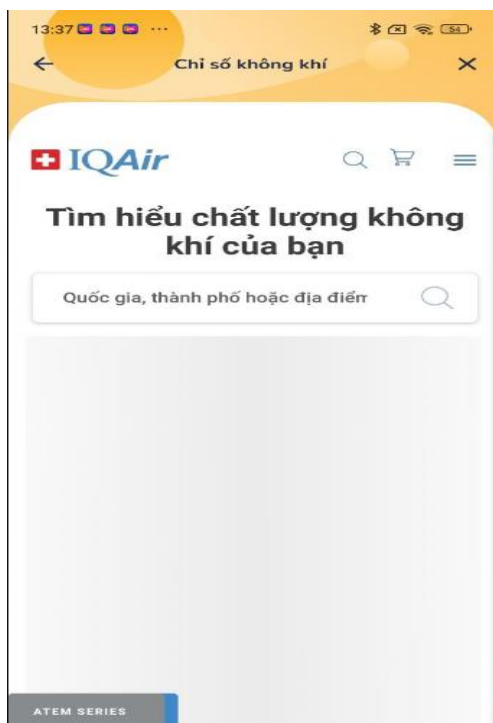 13:37 ... 54
Chỉ số không khí
IQAir
Tìm hiểu chất lượng không
khí của bạn
Quốc gia, thành phố hoặc địa điểm
ATEM SERIES